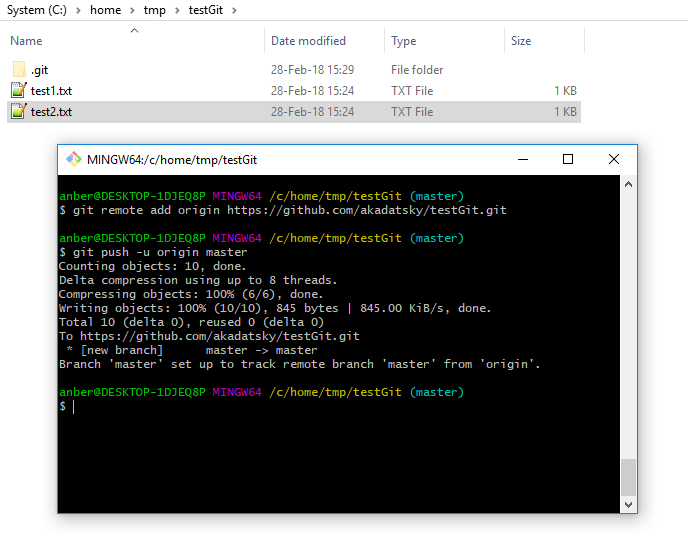 System (C:) > home > tmp > testGit >
Name Date modified Type Size
.git 28-Feb-18 15:29 File folder
test1.txt 28-Feb-18 15:24 TXT File 1 KB
test2.txt 28-Feb-18 15:24 TXT File 1 KB
MINGW64:/c/home/tmp/testGit
anber@DESKTOP-1DJEQ8P MINGW64 /c/home/tmp/testGit (master)
$ git remote add origin https://github.com/akadatsky/testGit.git
anber@DESKTOP-1DJEQ8P MINGW64 /c/home/tmp/testGit (master)
$ git push -u origin master
Counting objects: 10, done.
Delta compression using up to 8 threads.
Compressing objects: 100% (6/6), done.
Writing objects: 100% (10/10), 845 bytes | 845.00 KiB/s, done.
Total 10 (delta 0), reused 0 (delta 0)
To https://github.com/akadatsky/testGit.git
 * [new branch]      master -> master
Branch 'master' set up to track remote branch 'master' from 'origin'.
anber@DESKTOP-1DJEQ8P MINGW64 /c/home/tmp/testGit (master)
$